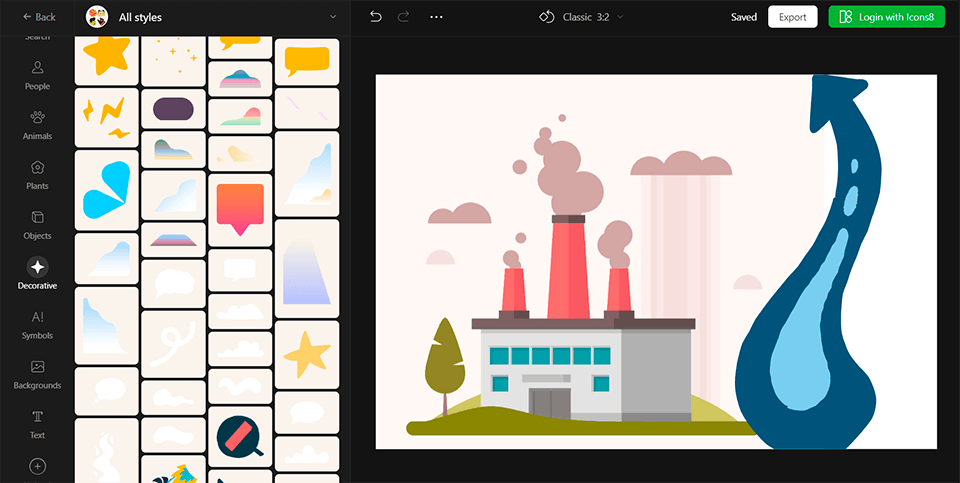 Back
All styles
Classic 3:2
Saved
Export
Login with Icons8
Search
People
Animals
Plants
Objects
Decorative
A! Symbols
Backgrounds
T Text